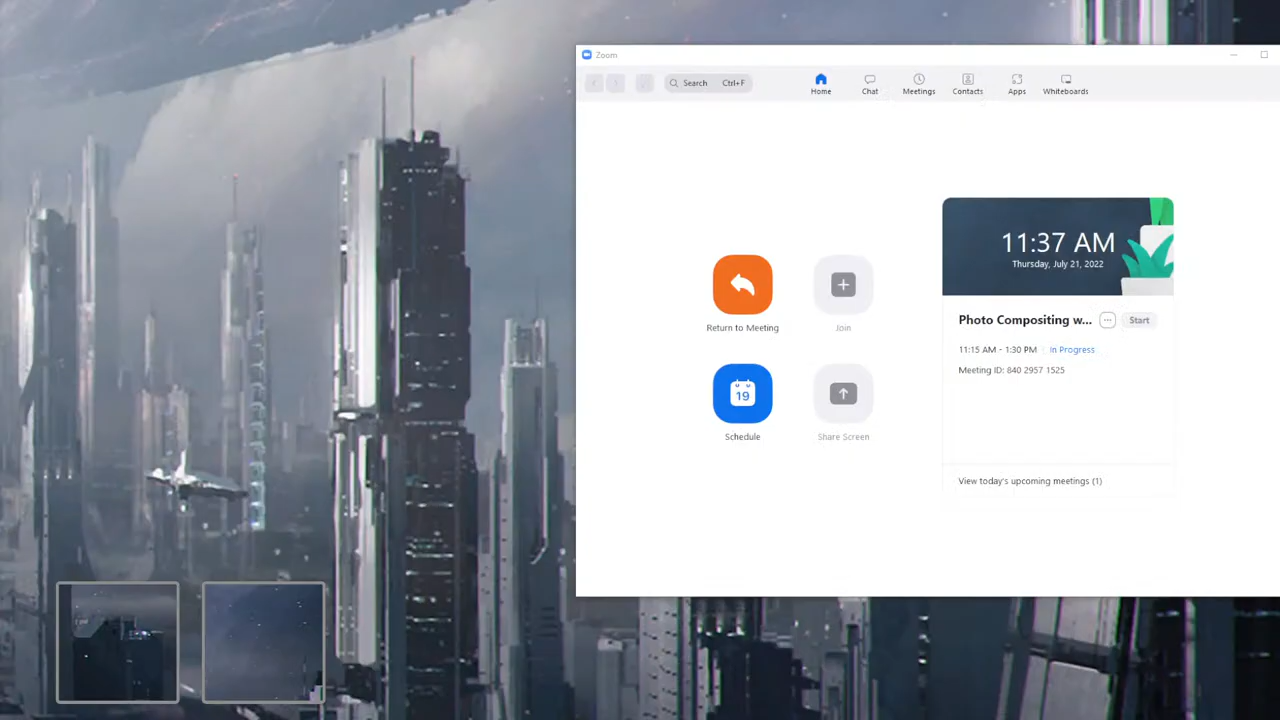 Zoom
Search Ctrl+F
Home
Chat
Meetings
Contacts
Apps
Whiteboards
11:37 AM
Thursday, July 21, 2022
Return to Meeting
Join
Photo Compositing w...
Start
11:15 AM - 1:30 PM In Progress
Meeting ID: 840 2957 1525
19
Schedule
Share Screen
View today's upcoming meetings (1)